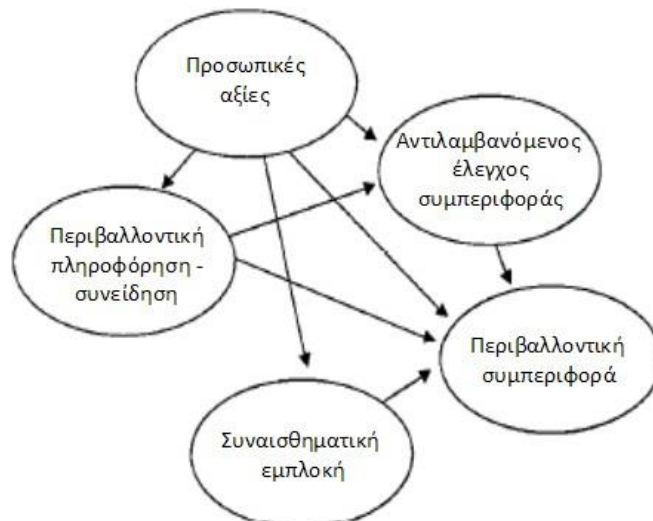 Προσωπικές
αξίες
Αντιλαμβανόμενος
έλεγχος
συμπεριφοράς
Περιβαλλοντική
πληροφόρηση -
συνείδηση
Περιβαλλοντική
συμπεριφορά
Συναισθηματική
εμπλοκή